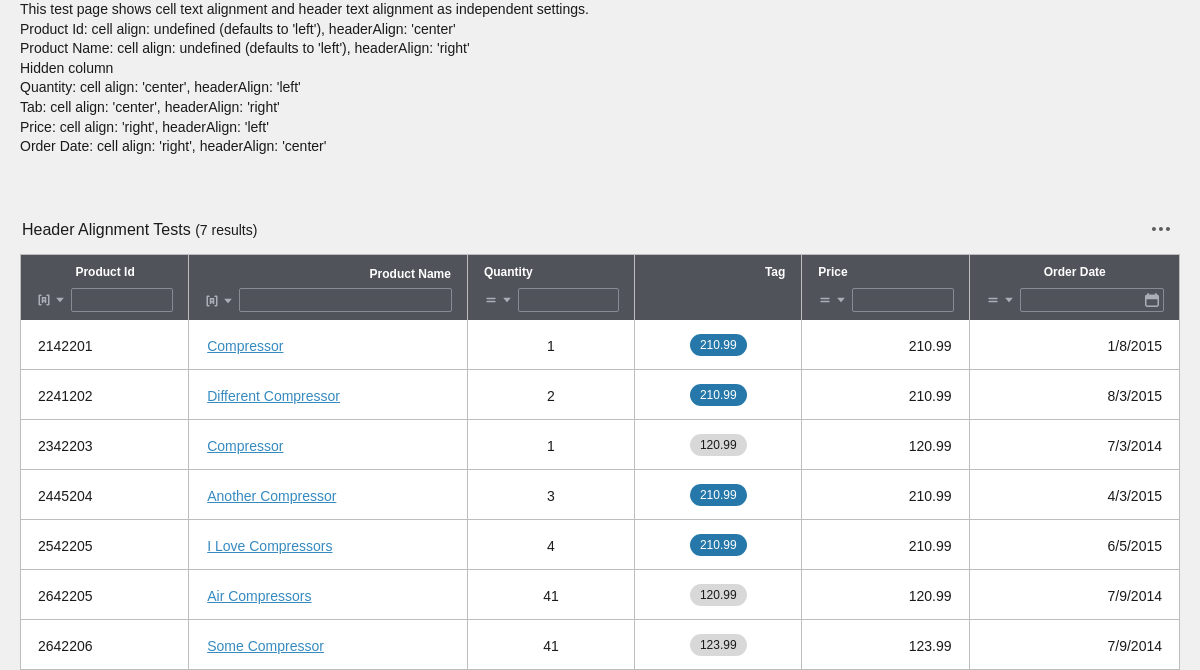 This test page shows cell text alignment and header text alignment as independent settings.
Product Id: cell align: undefined (defaults to 'left'), headerAlign: 'center'
Product Name: cell align: undefined (defaults to 'left'), headerAlign: 'right'
Hidden column
Quantity: cell align: 'center', headerAlign: 'left'
Tab: cell align: 'center', headerAlign: 'right'
Price: cell align: 'right', headerAlign: 'left'
Order Date: cell align: 'right', headerAlign: 'center'
Header Alignment Tests (7 results)
Product Id Product Name Quantity Tag Price Order Date
2142201 Compressor 1 210.99 210.99 1/8/2015
2241202 Different Compressor 2 210.99 210.99 8/3/2015
2342203 Compressor 1 120.99 120.99 7/3/2014
2445204 Another Compressor 3 210.99 210.99 4/3/2015
2542205 I Love Compressors 4 210.99 210.99 6/5/2015
2642205 Air Compressors 41 120.99 120.99 7/9/2014
2642206 Some Compressor 41 123.99 123.99 7/9/2014